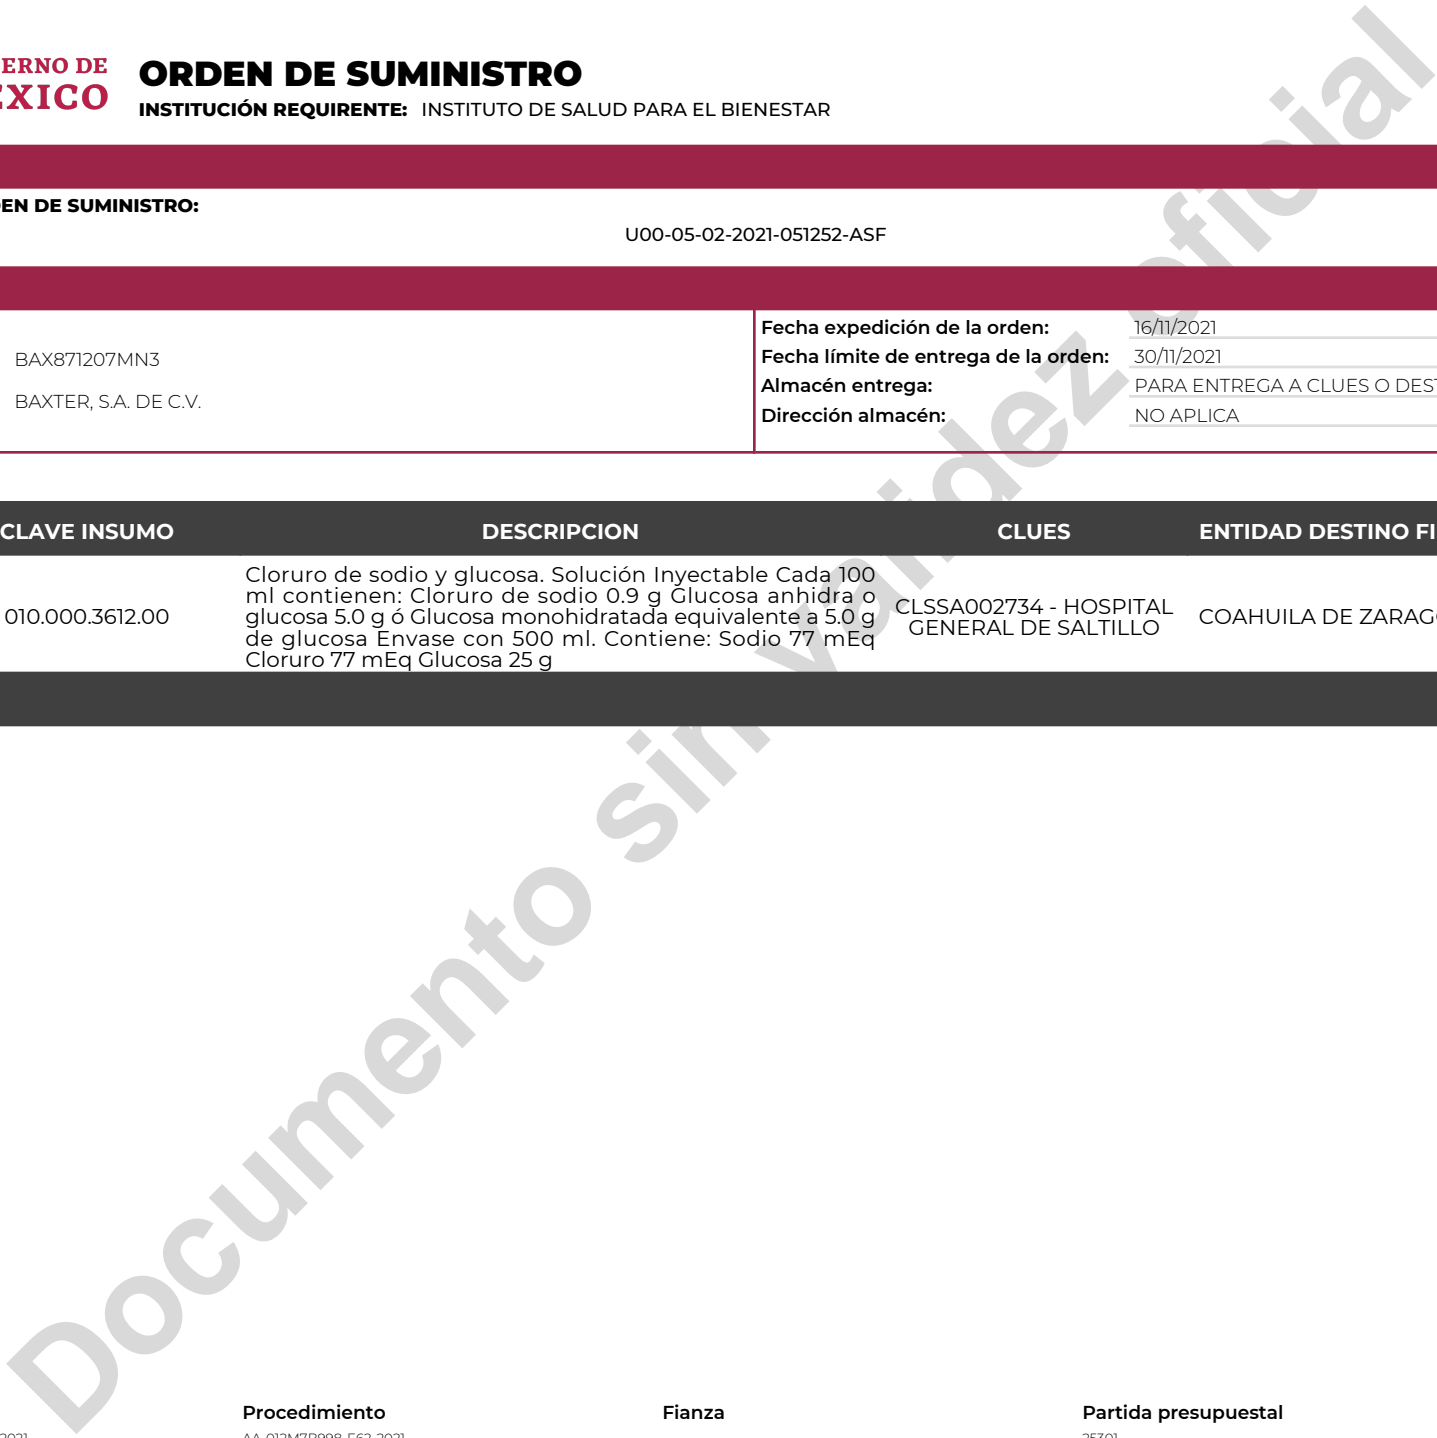 ERNO DE
EXICO
ORDEN DE SUMINISTRO
INSTITUCIÓN REQUIRENTE: INSTITUTO DE SALUD PARA EL BIENESTAR
EN DE SUMINISTRO:
U00-05-02-2021-051252-ASF
BAX871207MN3
BAXTER, S.A. DE C.V.
Fecha expedición de la orden: 16/11/2021
Fecha límite de entrega de la orden: 30/11/2021
Almacén entrega: PARA ENTREGA A CLUES O DEST
Dirección almacén: NO APLICA
CLAVE INSUMO DESCRIPCION CLUES ENTIDAD DESTINO FI
010.000.3612.00
Cloruro de sodio y glucosa. Solución Inyectable Cada 100
ml contienen: Cloruro de sodio 0.9 g Glucosa anhidra o
glucosa 5.0 g ó Glucosa monohidratada equivalente a 5.0 g
de glucosa Envase con 500 ml. Contiene: Sodio 77 mEq
Cloruro 77 mEq Glucosa 25 g
CLSSA002734 - HOSPITAL
GENERAL DE SALTILLO
COAHUILA DE ZARAG
Documento sin validez oficial
Procedimiento Fianza Partida presupuestal